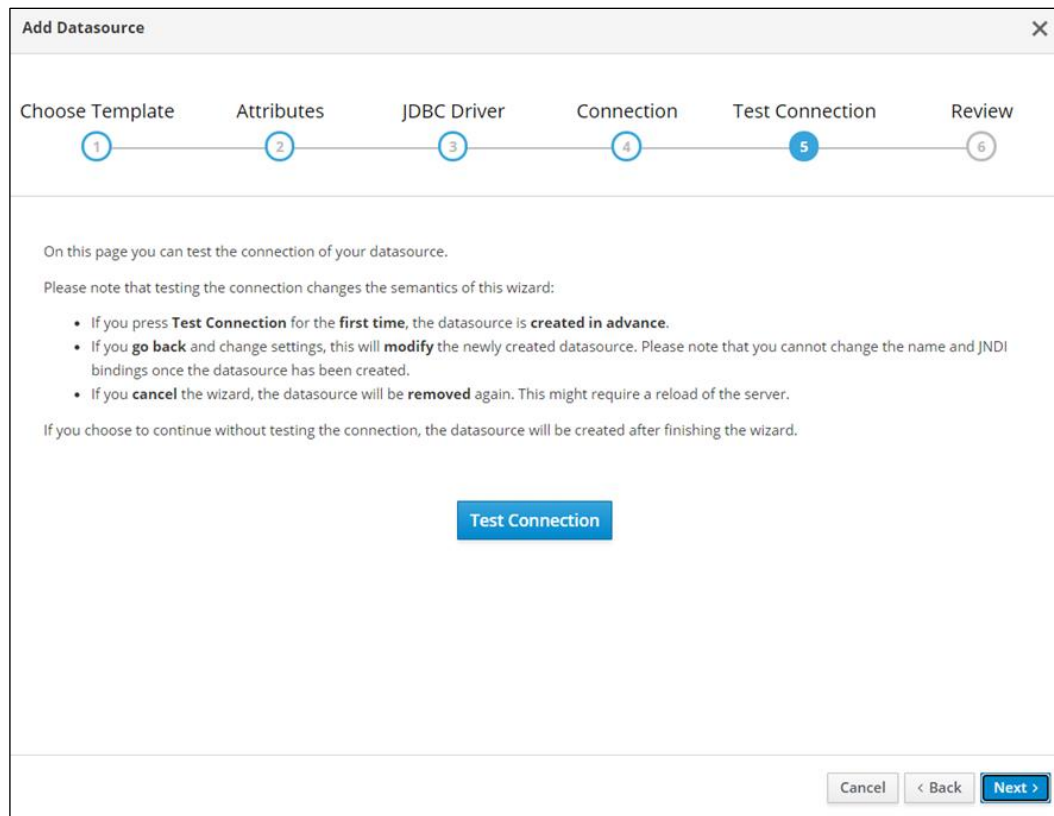 Add Datasource
Choose Template Attributes JDBC Driver Connection Test Connection Review
1 2 3 4 5 6
On this page you can test the connection of your datasource.
Please note that testing the connection changes the semantics of this wizard:
• If you press Test Connection for the first time, the datasource is created in advance.
• If you go back and change settings, this will modify the newly created datasource. Please note that you cannot change the name and JNDI
bindings once the datasource has been created.
• If you cancel the wizard, the datasource will be removed again. This might require a reload of the server.
If you choose to continue without testing the connection, the datasource will be created after finishing the wizard.
Test Connection
Cancel < Back Next >